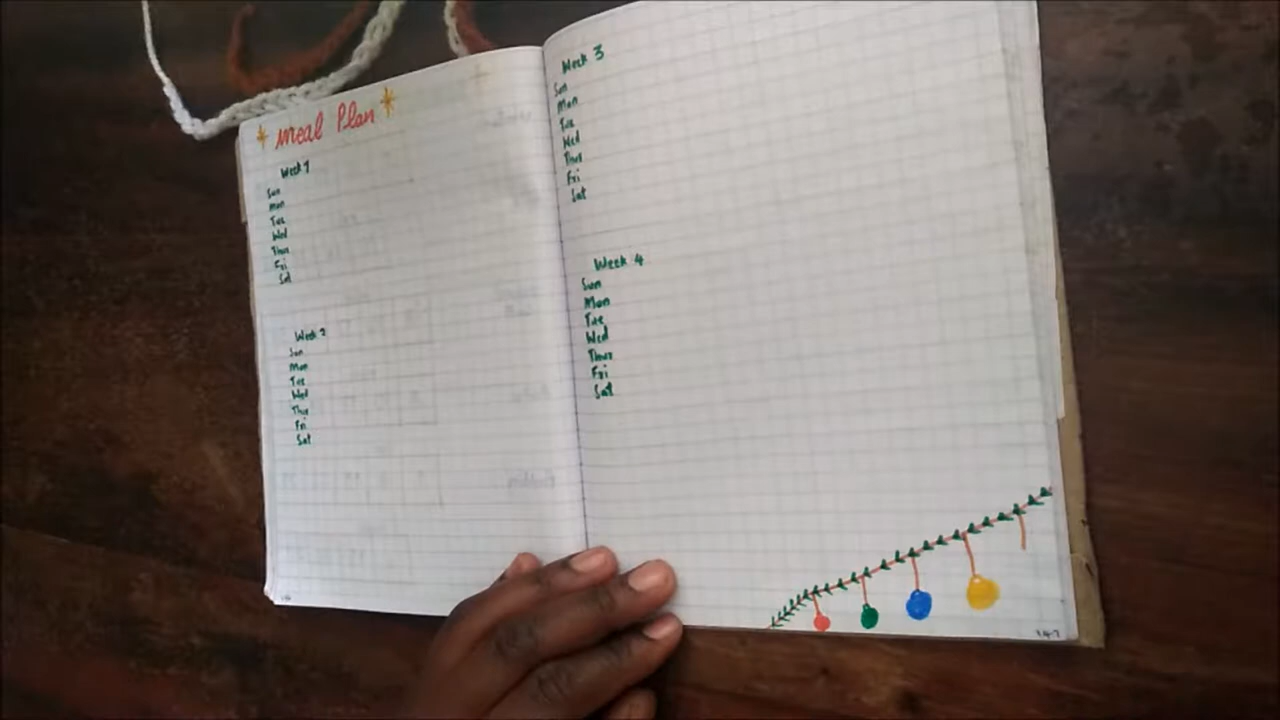 meal Plan
Week 1
Sun
Mon
Tue
Wed
Thur
Fri
Sat
Week 2
Sun
Mon
Tue
Wed
Thu
Fri
Sat
Week 3
Sun
Mon
Tue
Wed
Thur
Fri
Sat
Week 4
Sun
Mon
Tue
Wed
Thur
Fri
Sat
147